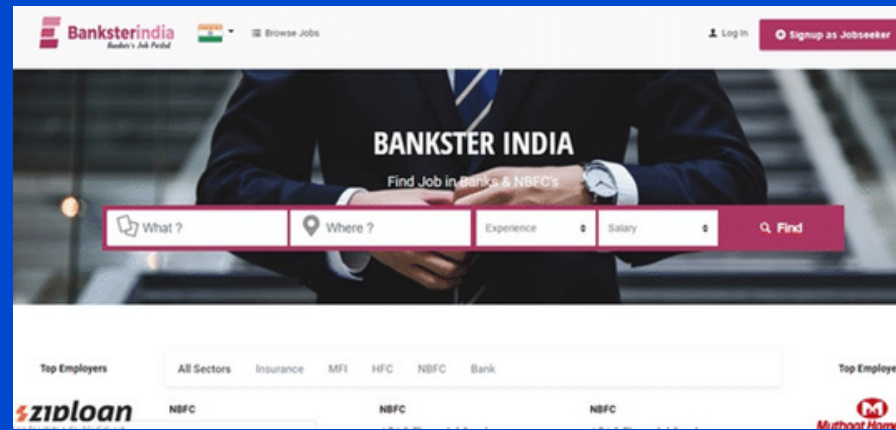 Banksterindia
Banker's Job Portal
Browse Jobs
Log In
Signup as Jobseeker
BANKSTER INDIA
Find Job in Banks & NBFC's
What ?
Where ?
Experience
Salary
Find
Top Employers
All Sectors Insurance MFI HFC NBFC Bank
Top Employe
ziploan
NBFC
NBFC
NBFC
Muthoot Hom